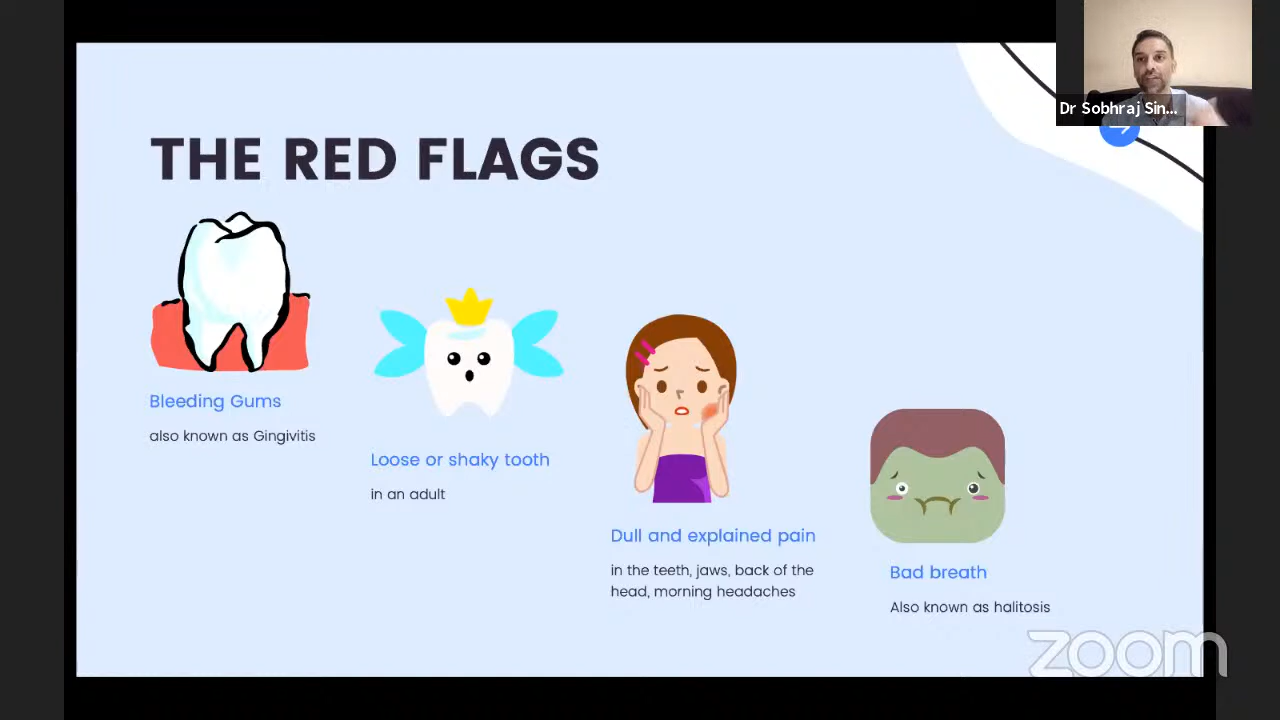 Dr Sobhraj Sin...
THE RED FLAGS
Bleeding Gums
also known as Gingivitis
Loose or shaky tooth
in an adult
Dull and explained pain
in the teeth, jaws, back of the
head, morning headaches
Bad breath
Also known as halitosis
zoom